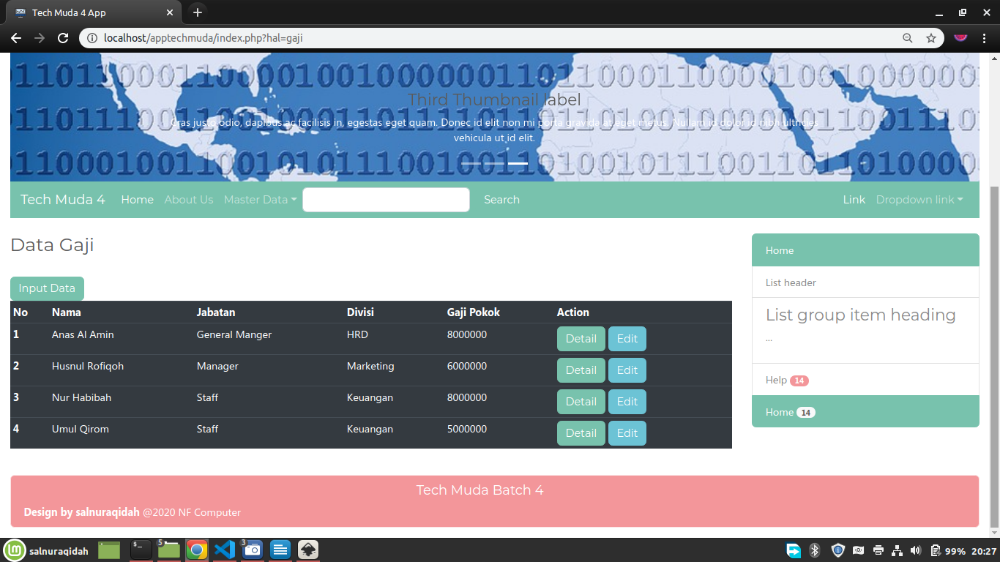 Tech Muda 4 App
localhost/apptechmuda/index.php?hal=gaji
11011100011000010010000000110111000110000100100000
Third Thumbnail label
Cras justo odio, dapibus ac facilisis in, egestas eget quam. Donec id elit non mi porta gravida at eget metus. Nullam id dolor id nibh ultricies
vehicula ut id elit.
Tech Muda 4 Home About Us Master Data Search Link Dropdown link
Data Gaji
Input Data
No Nama Jabatan Divisi Gaji Pokok Action
1 Anas Al Amin General Manger HRD 8000000 Detail Edit
2 Husnul Rofiqoh Manager Marketing 6000000 Detail Edit
3 Nur Habibah Staff Keuangan 8000000 Detail Edit
4 Umul Qirom Staff Keuangan 5000000 Detail Edit
Home
List header
List group item heading
...
Help 14
Home 14
Tech Muda Batch 4
Design by salnuraqidah @2020 NF Computer
salnuraqidah 5 3 99% 20:27